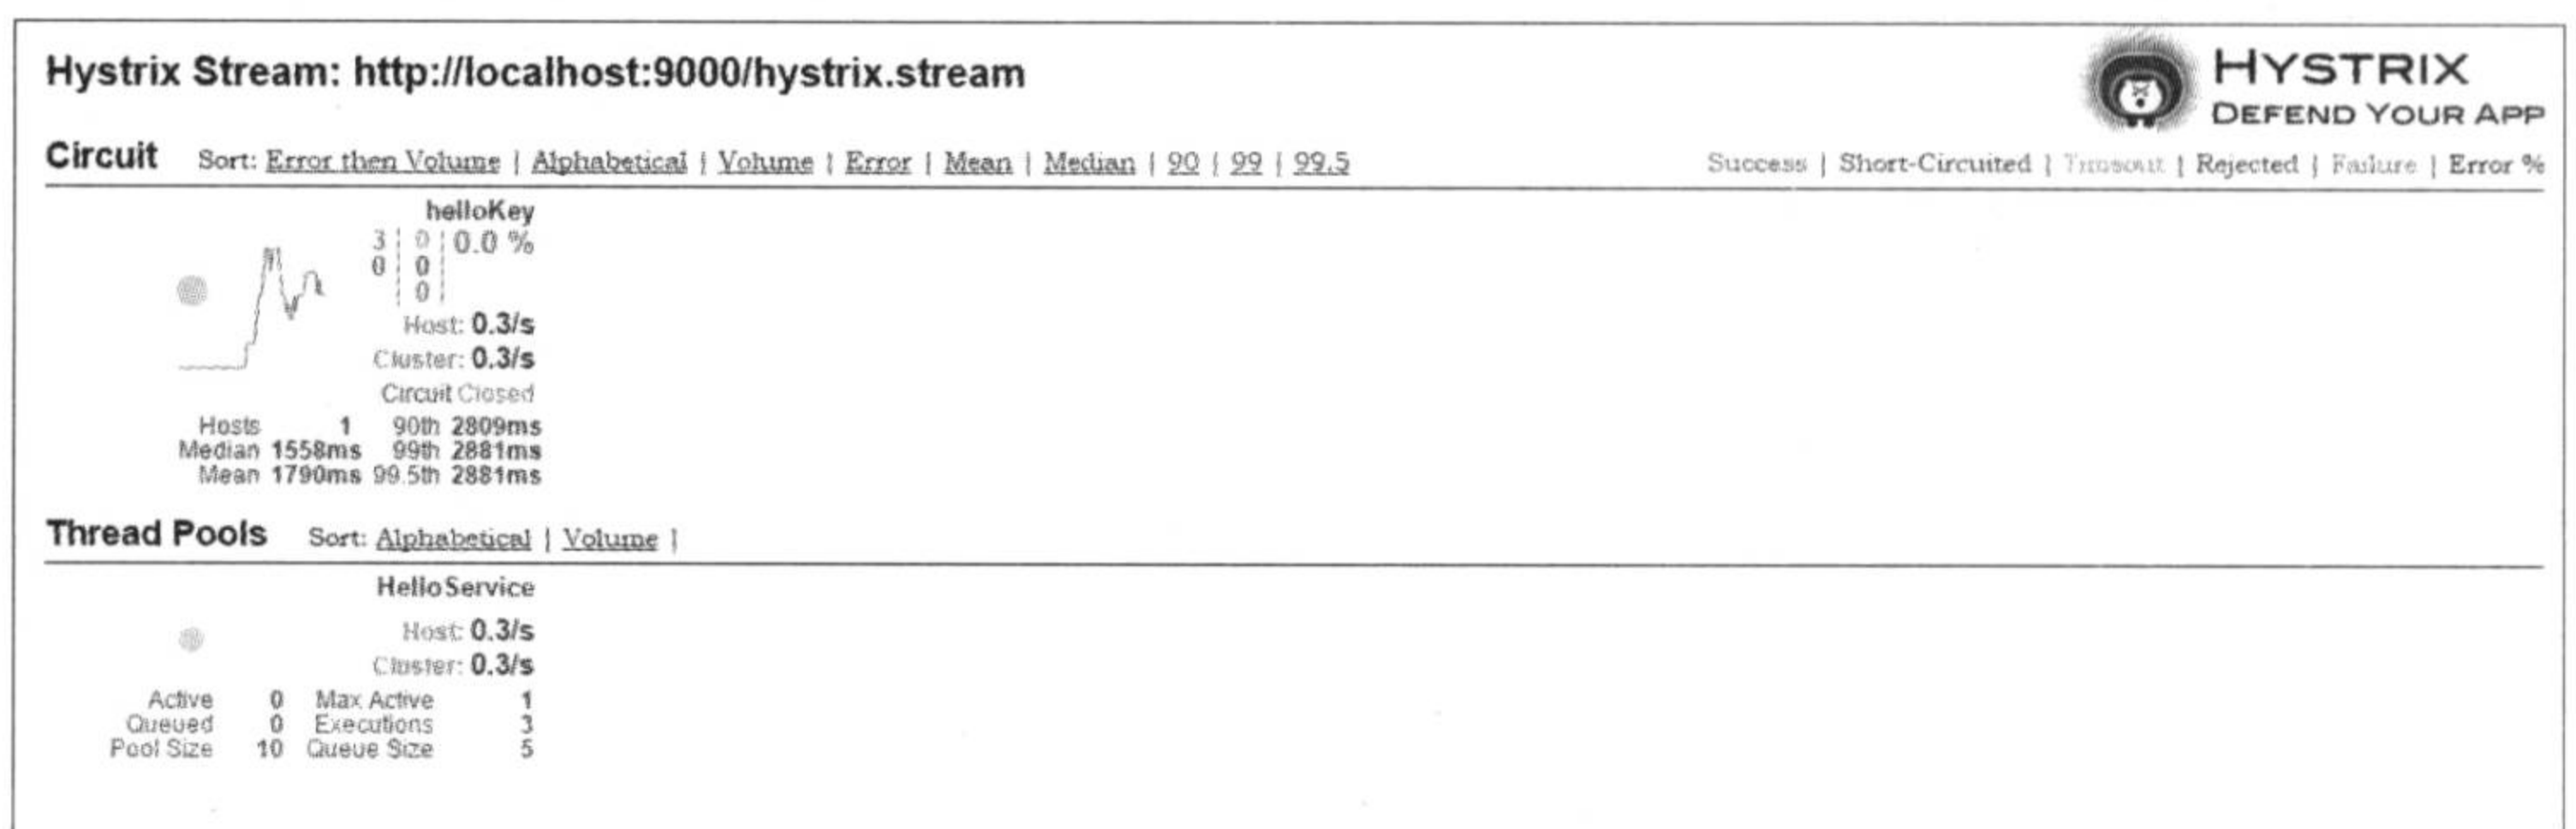 Hystrix Stream: http://localhost:9000/hystrix.stream
HYSTRIX
DEFEND YOUR APP
Circuit Sort: Error then Volume | Alphabetical | Volume | Error | Mean | Median | 90 | 99 | 99.5
Success | Short-Circuited | Timeout | Rejected | Failure | Error %
helloKey
3 | 0 | 0.0 %
0 | 0
0
Host: 0.3/s
Cluster: 0.3/s
Circuit Closed
Hosts 1 90th 2809ms
Median 1558ms 99th 2881ms
Mean 1790ms 99.5th 2881ms
Thread Pools Sort: Alphabetical | Volume |
HelloService
Host: 0.3/s
Cluster: 0.3/s
Active 0 Max Active 1
Queued 0 Executions 3
Pool Size 10 Queue Size 5